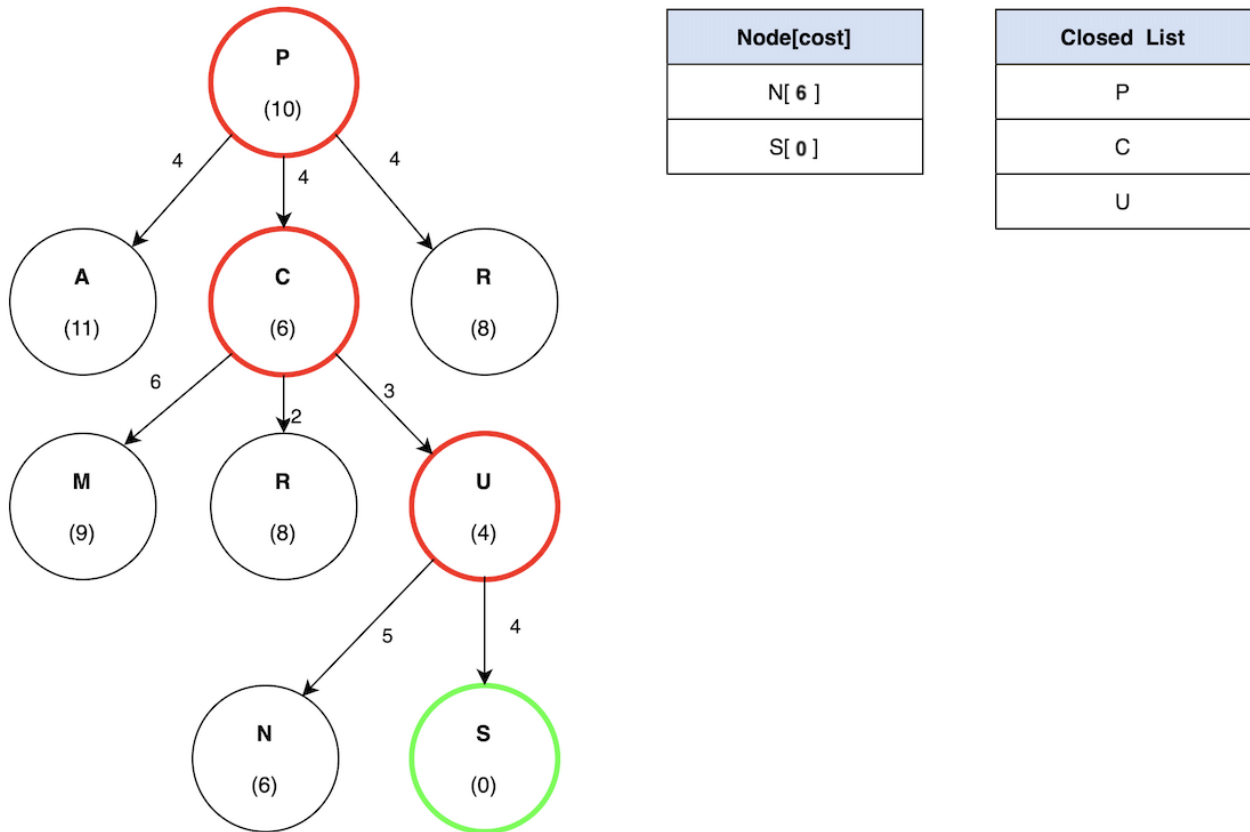 P
(10)
4
4
4
A
(11)
C
(6)
R
(8)
6
2
3
M
(9)
R
(8)
U
(4)
5
4
N
(6)
S
(0)
Node[cost]
N[ 6 ]
S[ 0 ]
Closed List
P
C
U